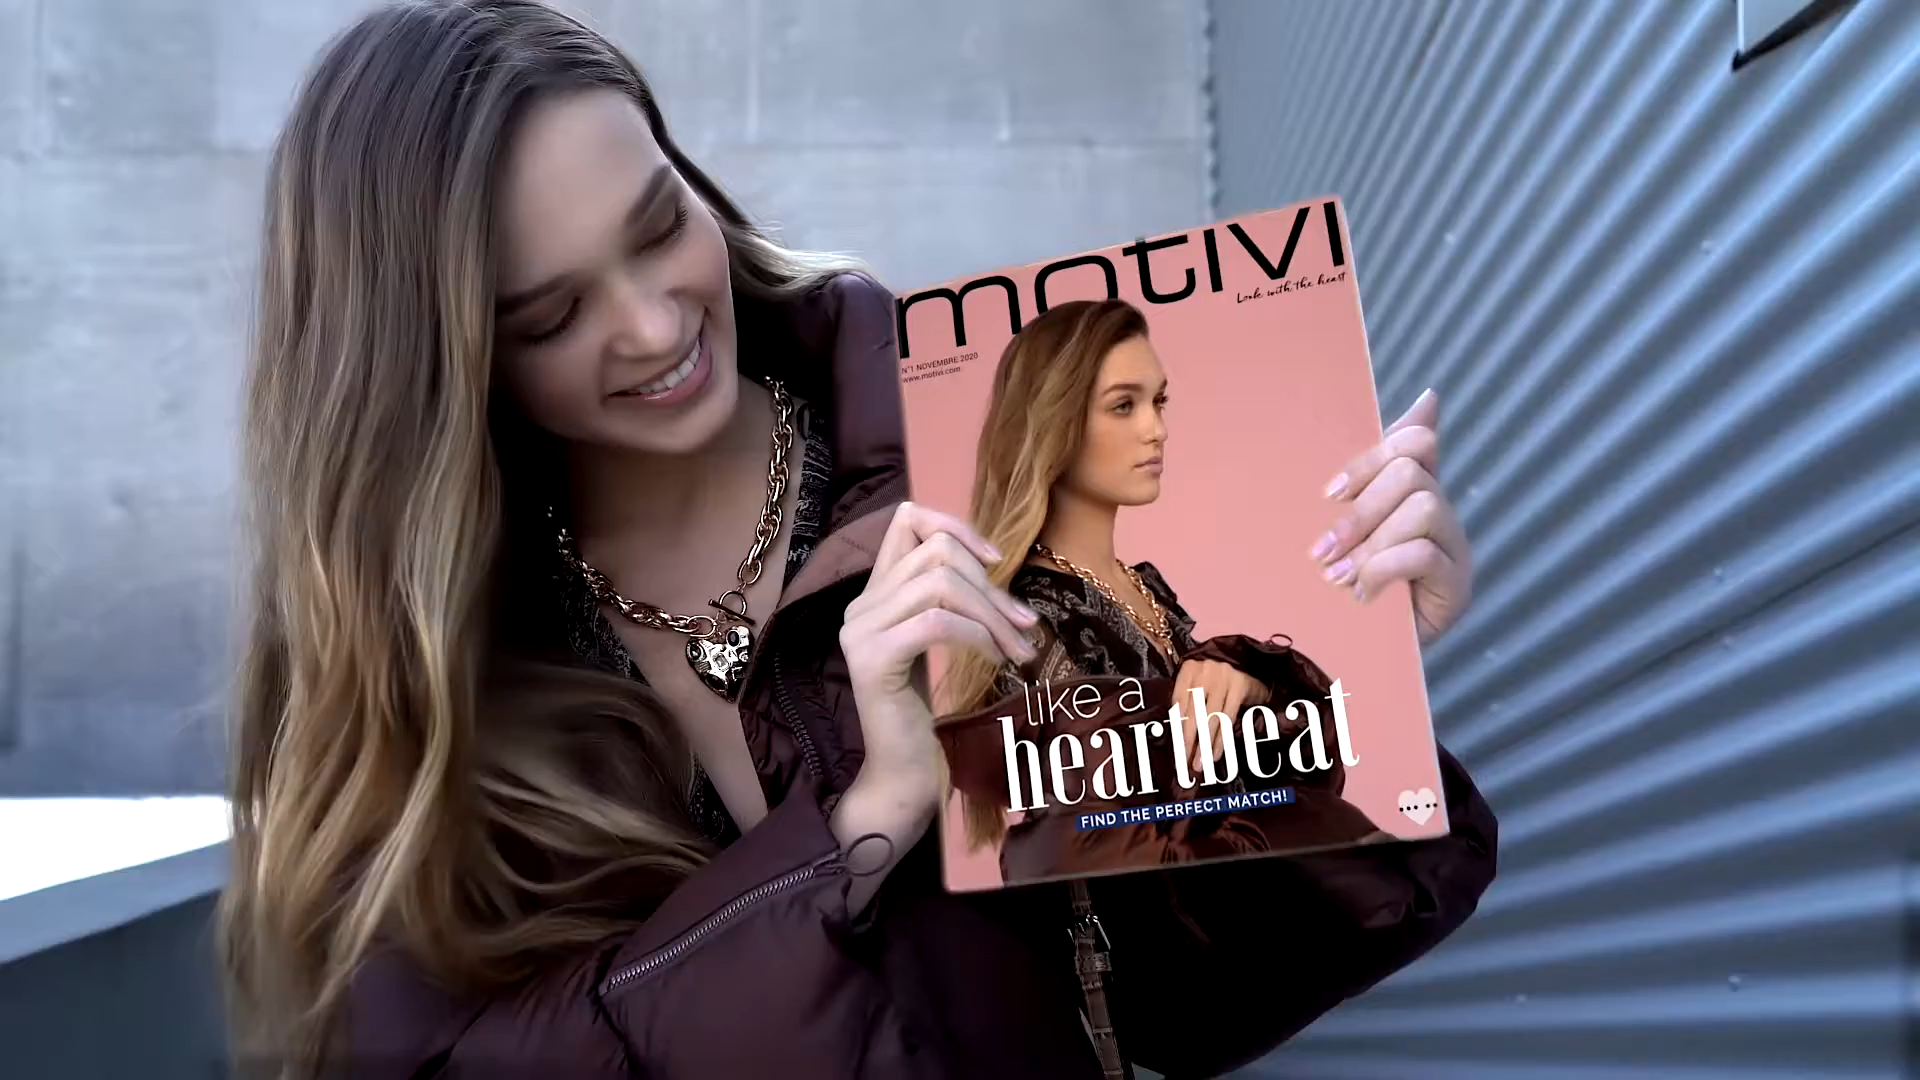 motivi
Look with the heart
N°1 NOVEMBRE 2020
www.motivi.com
like a
heartbeat
FIND THE PERFECT MATCH!